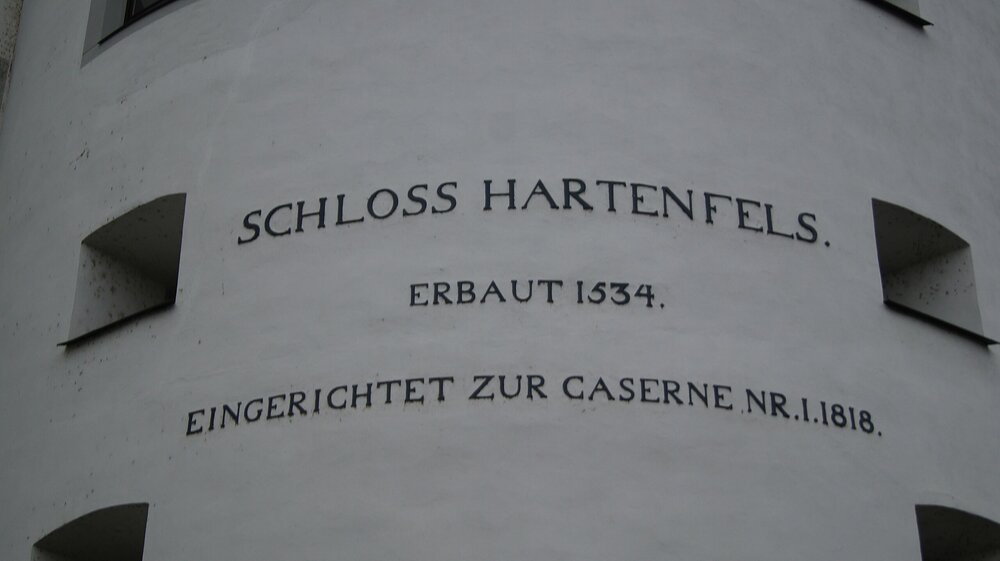 SCHLOSS HARTENFELS.
ERBAUT 1534.
EINGERICHTET ZUR CASERNE NR.I.1818.